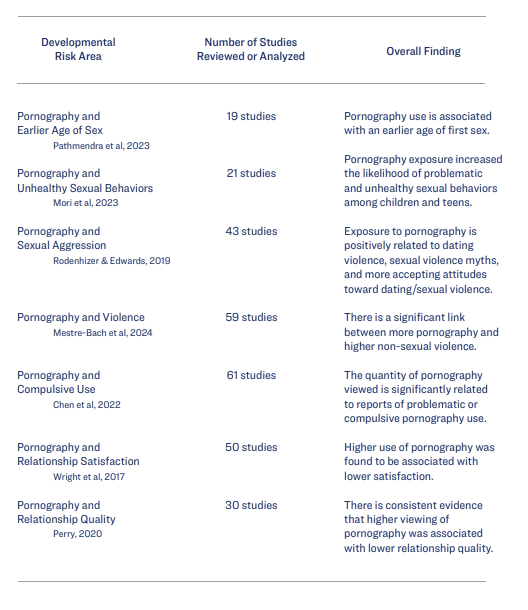 Developmental
Risk Area
Number of Studies
Reviewed or Analyzed
Overall Finding
Pornography and
Earlier Age of Sex
Pathmendra et al, 2023
19 studies
Pornography use is associated
with an earlier age of first sex.
Pornography and
Unhealthy Sexual Behaviors
Mori et al, 2023
21 studies
Pornography exposure increased
the likelihood of problematic
and unhealthy sexual behaviors
among children and teens.
Pornography and
Sexual Aggression
Rodenhizer & Edwards, 2019
43 studies
Exposure to pornography is
positively related to dating
violence, sexual violence myths,
and more accepting attitudes
toward dating/sexual violence.
Pornography and Violence
Mestre-Bach et al, 2024
59 studies
There is a significant link
between more pornography and
higher non-sexual violence.
Pornography and
Compulsive Use
Chen et al, 2022
61 studies
The quantity of pornography
viewed is significantly related
to reports of problematic or
compulsive pornography use.
Pornography and
Relationship Satisfaction
Wright et al, 2017
50 studies
Higher use of pornography was
found to be associated with
lower satisfaction.
Pornography and
Relationship Quality
Perry, 2020
30 studies
There is consistent evidence
that higher viewing of
pornography was associated
with lower relationship quality.